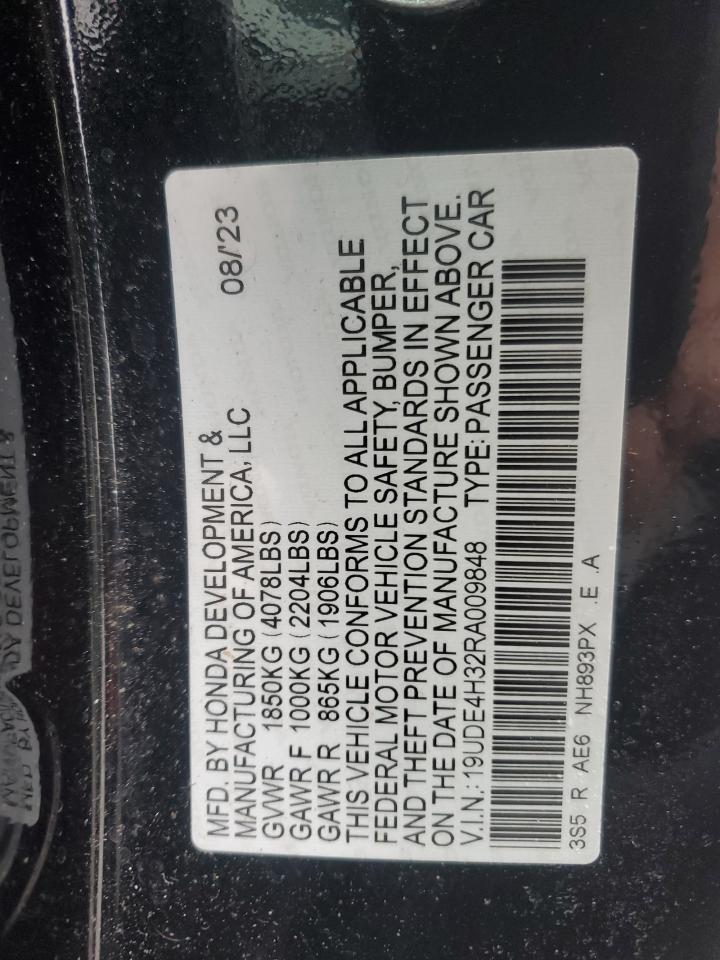 MFD. BY HONDA DEVELOPMENT & 08/'23
MANUFACTURING OF AMERICA, LLC
GVWR 1850KG (4078LBS)
GAWR F 1000KG (2204LBS)
GAWR R 865KG (1906LBS)
THIS VEHICLE CONFORMS TO ALL APPLICABLE
FEDERAL MOTOR VEHICLE SAFETY, BUMPER,
AND THEFT PREVENTION STANDARDS IN EFFECT
ON THE DATE OF MANUFACTURE SHOWN ABOVE.
V.I.N.: 19UDE4H32RA009848 TYPE: PASSENGER CAR
3S5 R AE6 NH893PX .E .A